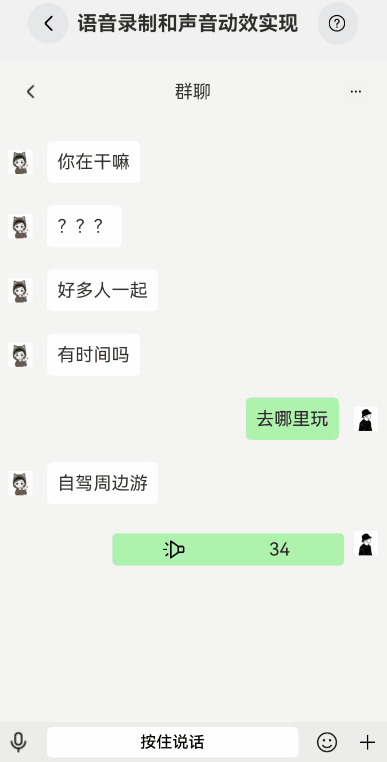 语音录制和声音动效实现
群聊
你在干嘛
？？？
好多人一起
有时间吗
去哪里玩
自驾周边游
34
按住说话